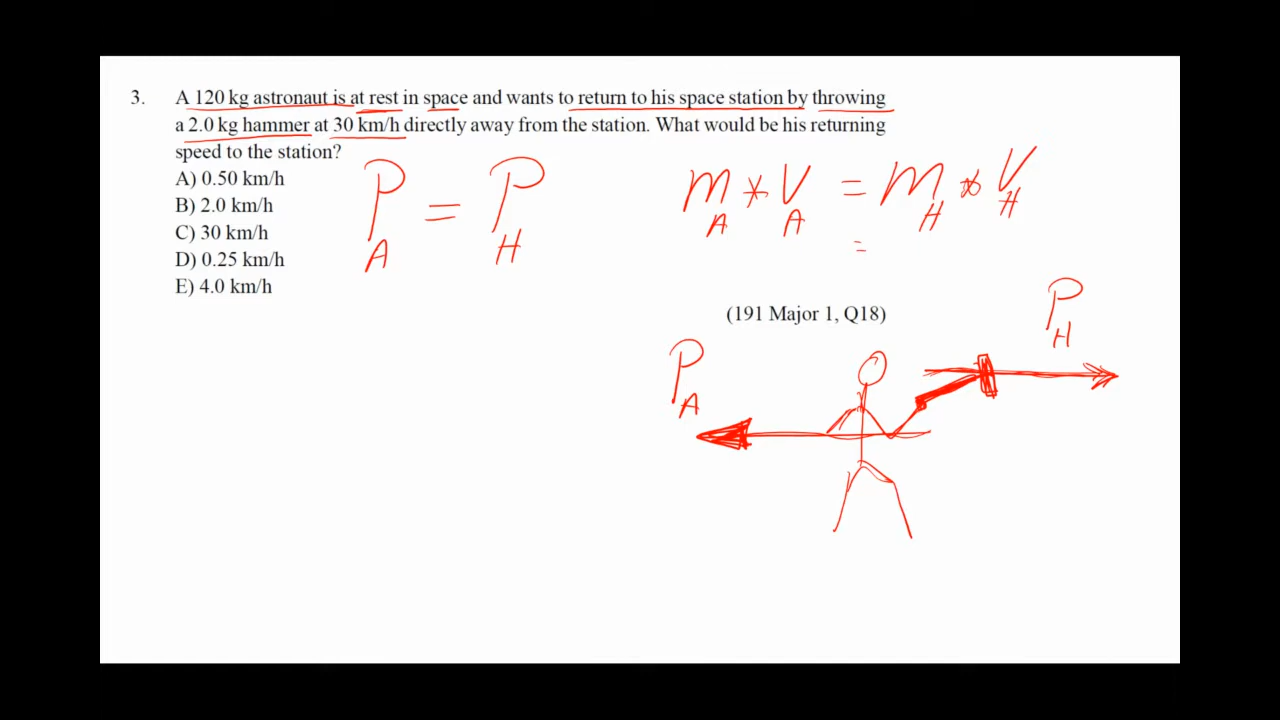 3. A 120 kg astronaut is at rest in space and wants to return to his space station by throwing
a 2.0 kg hammer at 30 km/h directly away from the station. What would be his returning
speed to the station?
A) 0.50 km/h
B) 2.0 km/h
C) 30 km/h
D) 0.25 km/h
E) 4.0 km/h
P_A = P_H
m_A * V_A = m_H * V_H
=
(191 Major 1, Q18)
P_H
P_A